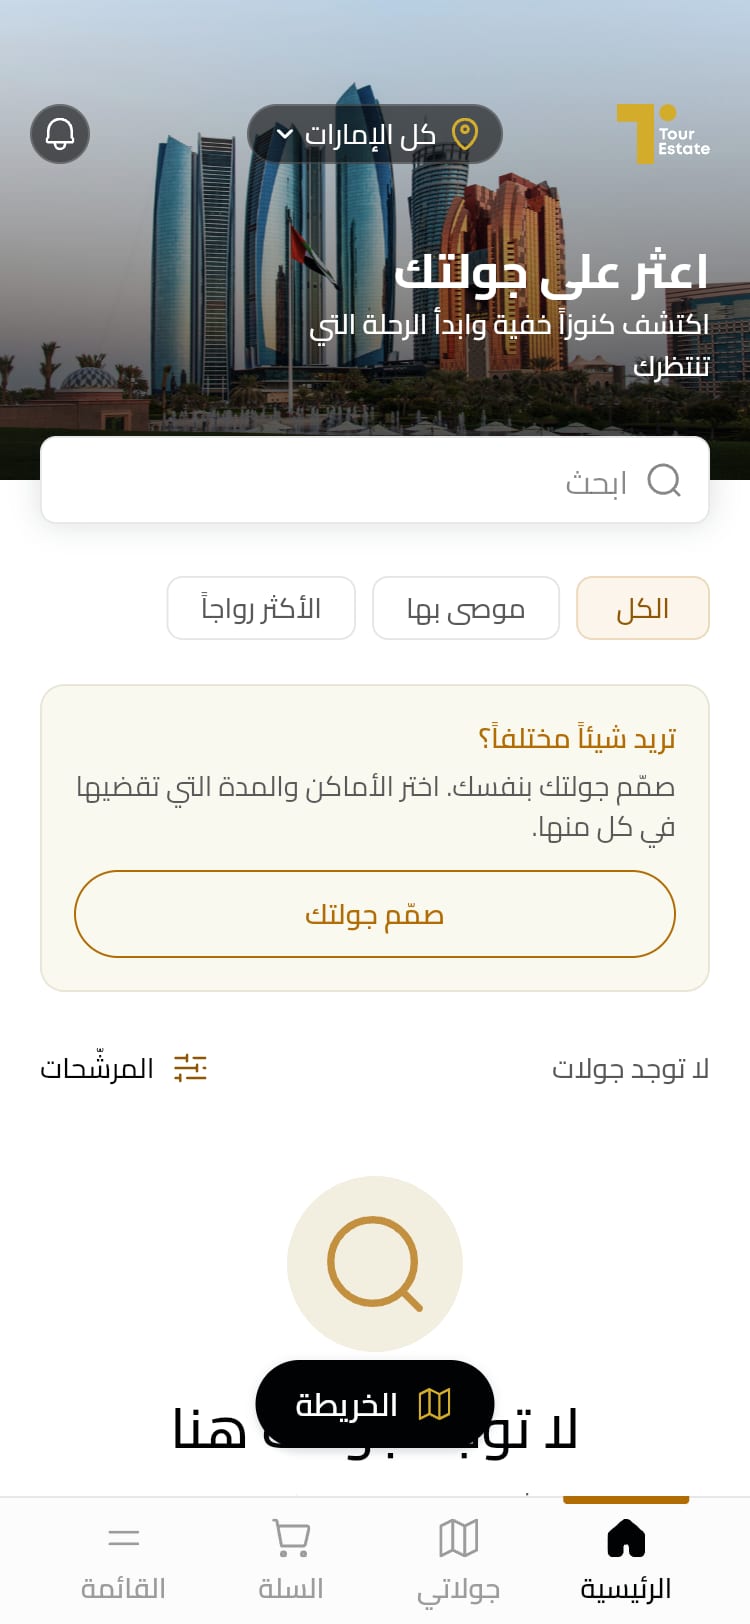 Tour
Estate
كل الإمارات
اعثر على جولتك
اكتشف كنوزاً خفية وابدأ الرحلة التي
تنتظرك
ابحث
الكل
موصى بها
الأكثر رواجاً
تريد شيئاً مختلفاً؟
صمّم جولتك بنفسك. اختر الأماكن والمدة التي تقضيها
في كل منها.
صمّم جولتك
لا توجد جولات
المرشّحات
لا هنا
الخريطة
الرئيسية
جولاتي
السلة
القائمة